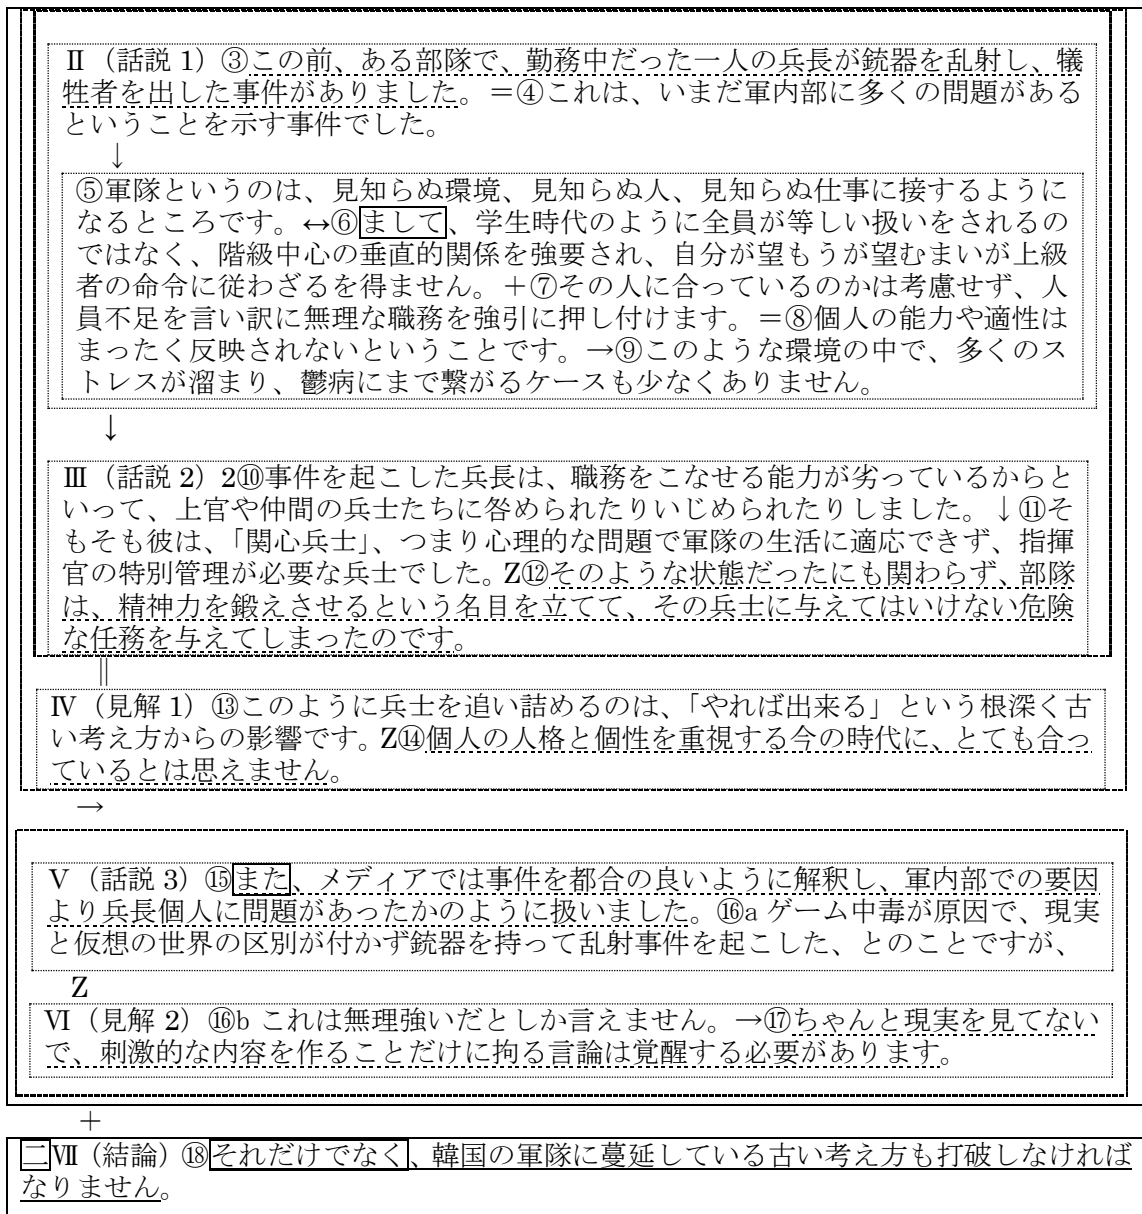 Ⅱ（話説 1）③この前、ある部隊で、勤務中だった一人の兵長が銃器を乱射し、犠
牲者を出した事件がありました。＝④これは、いまだ軍内部に多くの問題がある
ということを示す事件でした。
↓
⑤軍隊というのは、見知らぬ環境、見知らぬ人、見知らぬ仕事に接するように
なるところです。↔⑥まして、学生時代のように全員が等しい扱いをされるの
ではなく、階級中心の垂直的関係を強要され、自分が望もうが望むまいが上級
者の命令に従わざるを得ません。＋⑦その人に合っているのかは考慮せず、人
員不足を言い訳に無理な職務を強引に押し付けます。＝⑧個人の能力や適性は
まったく反映されないということです。→⑨このような環境の中で、多くのス
トレスが溜まり、鬱病にまで繋がるケースも少なくありません。
↓
Ⅲ（話説 2）2⑩事件を起こした兵長は、職務をこなせる能力が劣っているからと
いって、上官や仲間の兵士たちに咎められたりいじめられたりしました。↓⑪そ
もそも彼は、「関心兵士」、つまり心理的な問題で軍隊の生活に適応できず、指揮
官の特別管理が必要な兵士でした。Z⑫そのような状態だったにも関わらず、部隊
は、精神力を鍛えさせるという名目を立てて、その兵士に与えてはいけない危険
な任務を与えてしまったのです。
||
Ⅳ（見解 1）⑬このように兵士を追い詰めるのは、「やれば出来る」という根深く古
い考え方からの影響です。Z⑭個人の人格と個性を重視する今の時代に、とても合っ
ているとは思えません。
→
Ⅴ（話説 3）⑮また、メディアでは事件を都合の良いように解釈し、軍内部での要因
より兵長個人に問題があったかのように扱いました。⑯a ゲーム中毒が原因で、現実
と仮想の世界の区別が付かず銃器を持って乱射事件を起こした、とのことですが、
Z
Ⅵ（見解 2）⑯b これは無理強いだとしか言えません。→⑰ちゃんと現実を見てない
で、刺激的な内容を作ることだけに拘る言論は覚醒する必要があります。
＋
二Ⅶ（結論）⑱それだけでなく、韓国の軍隊に蔓延している古い考え方も打破しなければ
なりません。